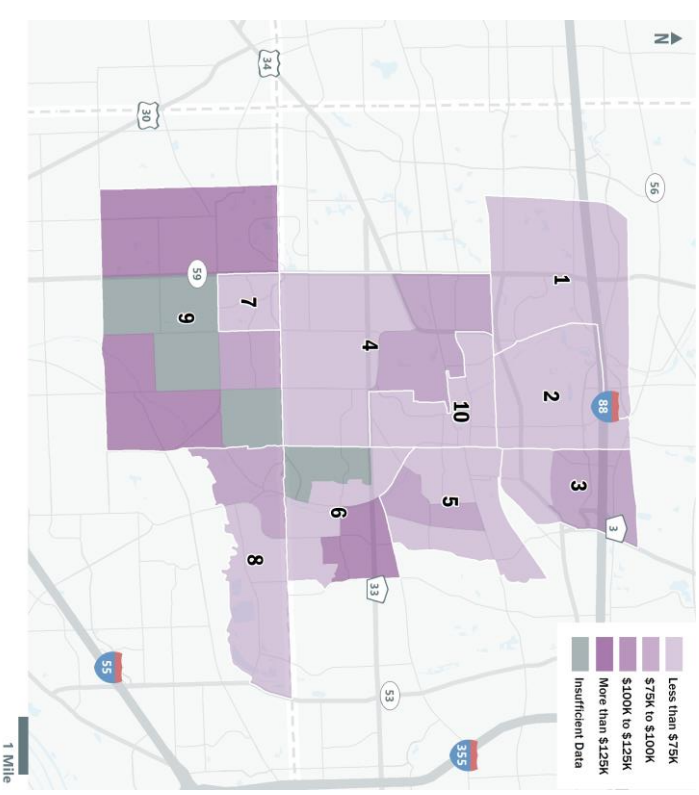 N
56
Less than $75K
$75K to $100K
$100K to $125K
More than $125K
Insufficient Data
3
88
3
1
2
355
10
5
53
33
4
6
34
8
7
59
9
30
55
1 Mile